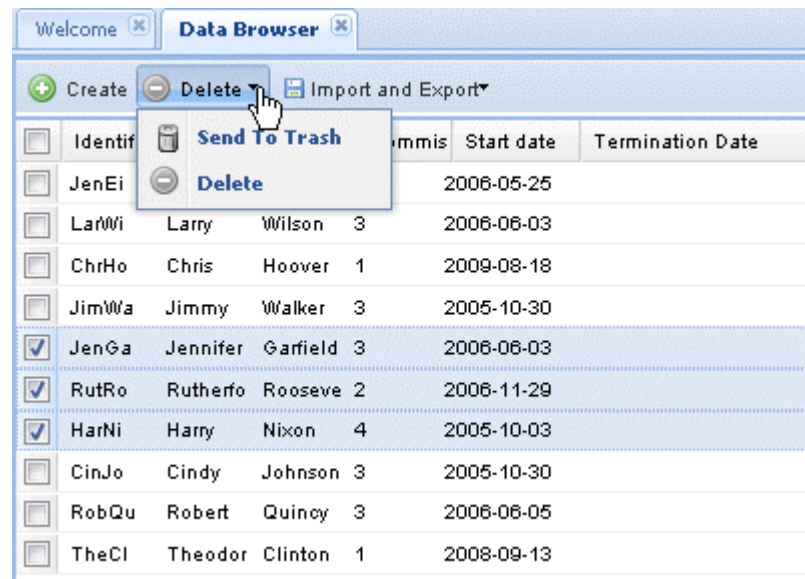 Welcome Data Browser
Create Delete Import and Export
Identif ommis Start date Termination Date
Send To Trash
JenEi 2006-05-25
Delete
LarWi Larry Wilson 3 2006-06-03
ChrHo Chris Hoover 1 2009-08-18
JimWa Jimmy Walker 3 2005-10-30
JenGa Jennifer Garfield 3 2006-06-03
RutRo Rutherfo Rooseve 2 2006-11-29
HarNi Harry Nixon 4 2005-10-03
CinJo Cindy Johnson 3 2005-10-30
RobQu Robert Quincy 3 2006-06-05
TheCl Theodor Clinton 1 2008-09-13